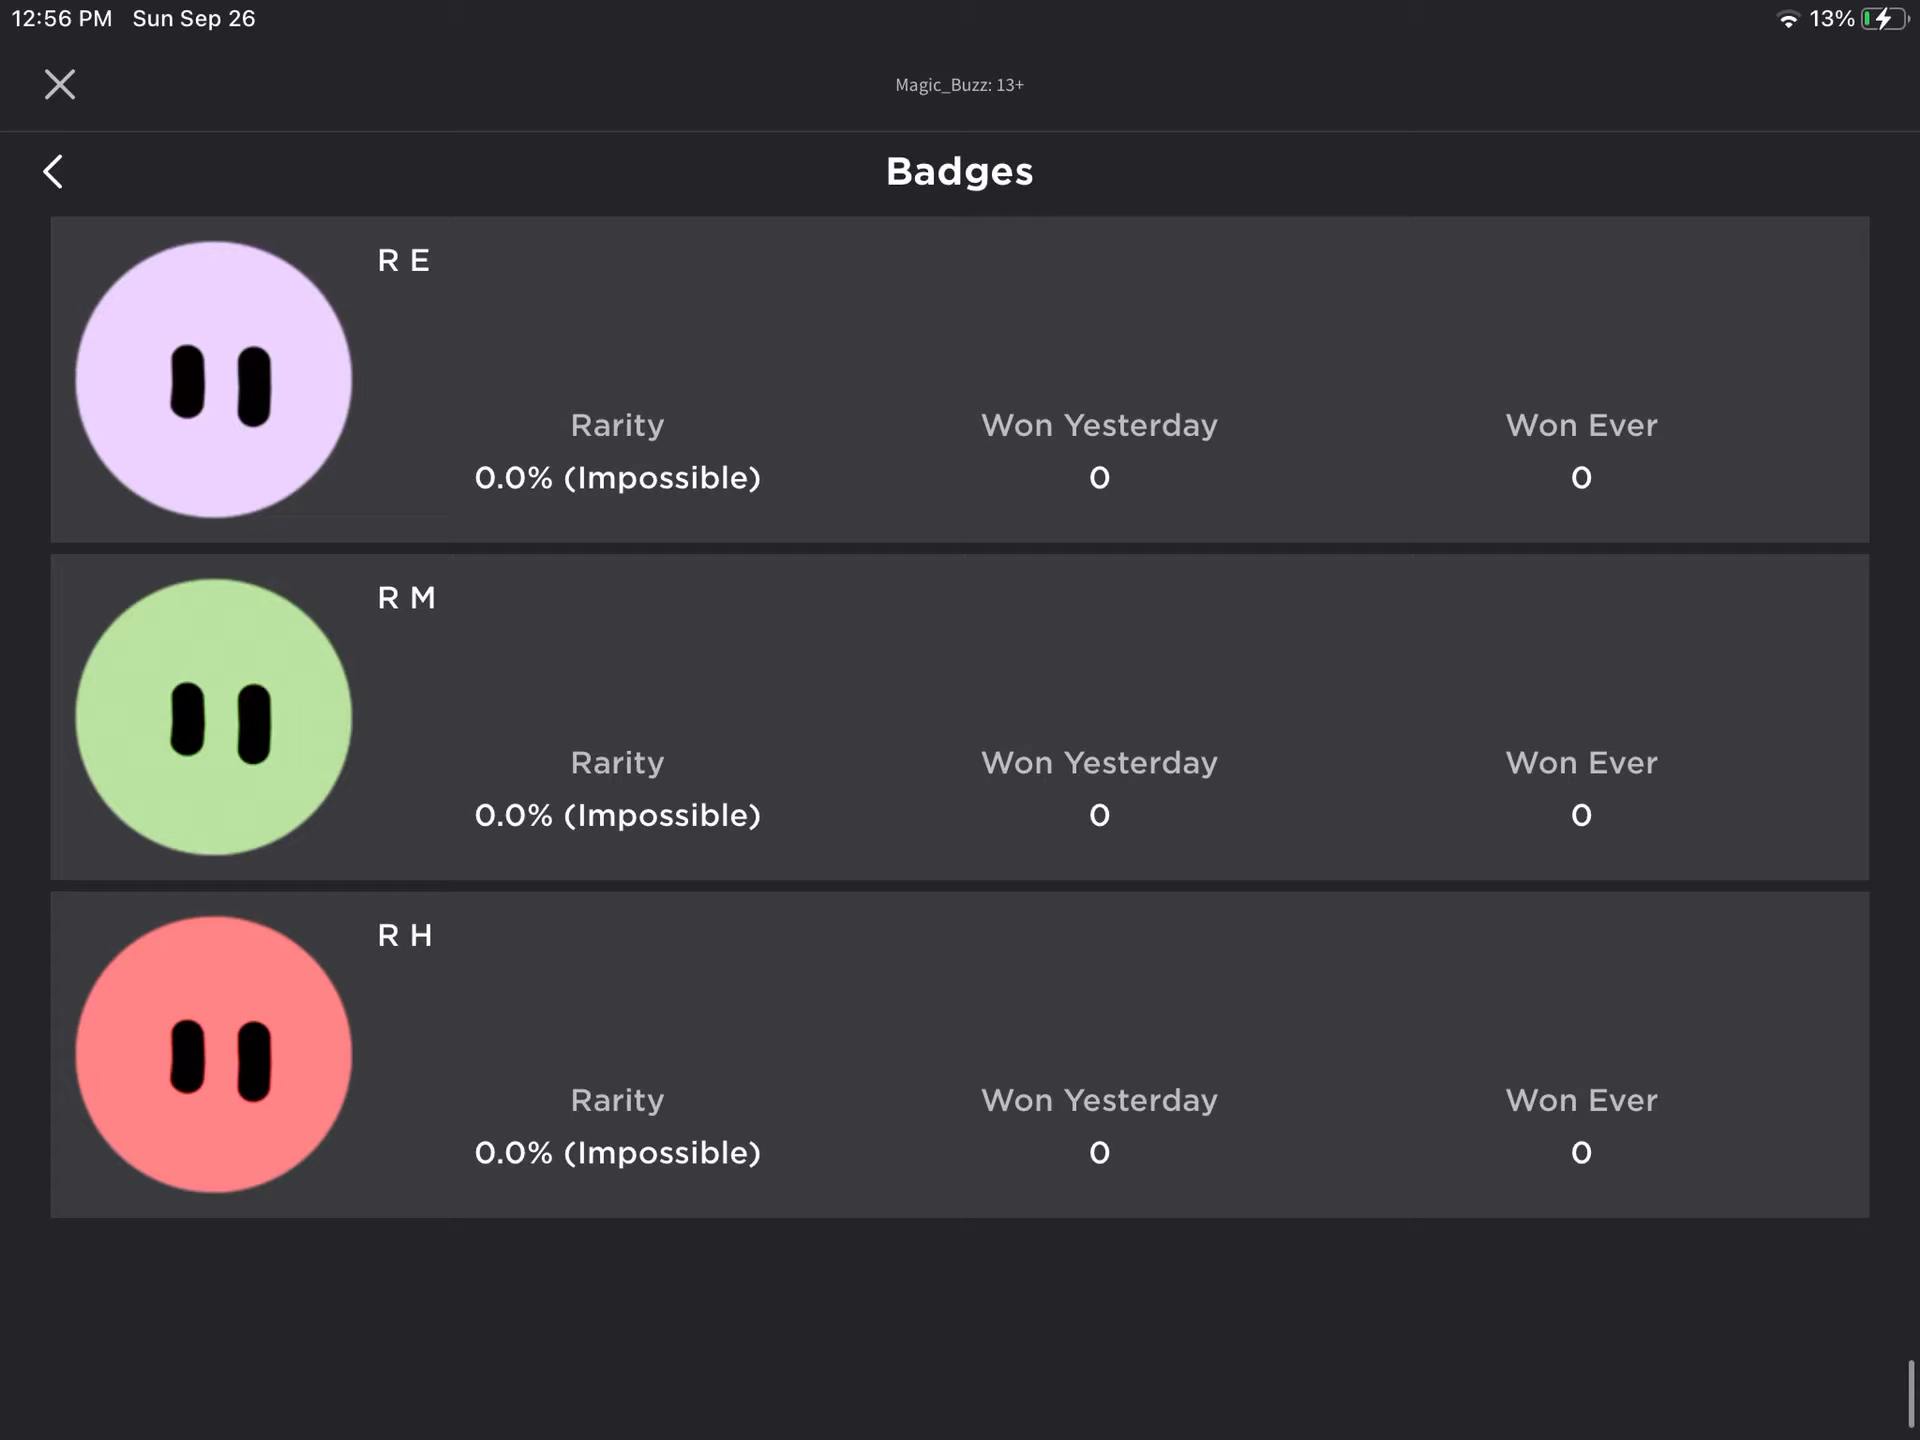 12:56 PM Sun Sep 26 13%
Magic_Buzz: 13+
Badges
R E
Rarity Won Yesterday Won Ever
0.0% (Impossible) 0 0
R M
Rarity Won Yesterday Won Ever
0.0% (Impossible) 0 0
R H
Rarity Won Yesterday Won Ever
0.0% (Impossible) 0 0